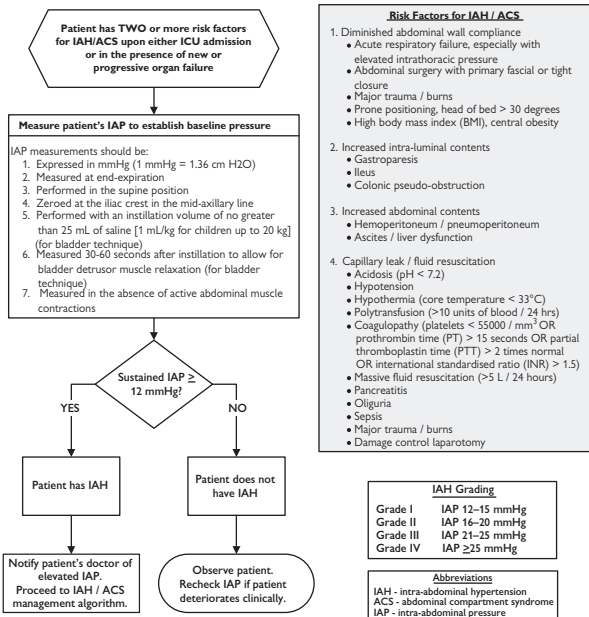 Patient has TWO or more risk factors
for IAH/ACS upon either ICU admission
or in the presence of new or
progressive organ failure
Measure patient's IAP to establish baseline pressure
IAP measurements should be:
1. Expressed in mmHg (1 mmHg = 1.36 cm H2O)
2. Measured at end-expiration
3. Performed in the supine position
4. Zeroed at the iliac crest in the mid-axillary line
5. Performed with an instillation volume of no greater
than 25 mL of saline [1 mL/kg for children up to 20 kg]
(for bladder technique)
6. Measured 30-60 seconds after instillation to allow for
bladder detrusor muscle relaxation (for bladder
technique)
7. Measured in the absence of active abdominal muscle
contractions
Sustained IAP ≥
12 mmHg?
YES
NO
Patient has IAH
Patient does not
have IAH
Notify patient's doctor of
elevated IAP.
Proceed to IAH / ACS
management algorithm.
Observe patient.
Recheck IAP if patient
deteriorates clinically.
Risk Factors for IAH / ACS
1. Diminished abdominal wall compliance
• Acute respiratory failure, especially with
elevated intrathoracic pressure
• Abdominal surgery with primary fascial or tight
closure
• Major trauma / burns
• Prone positioning, head of bed > 30 degrees
• High body mass index (BMI), central obesity
2. Increased intra-luminal contents
• Gastroparesis
• Ileus
• Colonic pseudo-obstruction
3. Increased abdominal contents
• Hemoperitoneum / pneumoperitoneum
• Ascites / liver dysfunction
4. Capillary leak / fluid resuscitation
• Acidosis (pH < 7.2)
• Hypotension
• Hypothermia (core temperature < 33°C)
• Polytransfusion (>10 units of blood / 24 hrs)
• Coagulopathy (platelets < 55000 / mm³ OR
prothrombin time (PT) > 15 seconds OR partial
thromboplastin time (PTT) > 2 times normal
OR international standardised ratio (INR) > 1.5)
• Massive fluid resuscitation (>5 L / 24 hours)
• Pancreatitis
• Oliguria
• Sepsis
• Major trauma / burns
• Damage control laparotomy
IAH Grading
Grade I IAP 12–15 mmHg
Grade II IAP 16–20 mmHg
Grade III IAP 21–25 mmHg
Grade IV IAP ≥25 mmHg
Abbreviations
IAH - intra-abdominal hypertension
ACS - abdominal compartment syndrome
IAP - intra-abdominal pressure